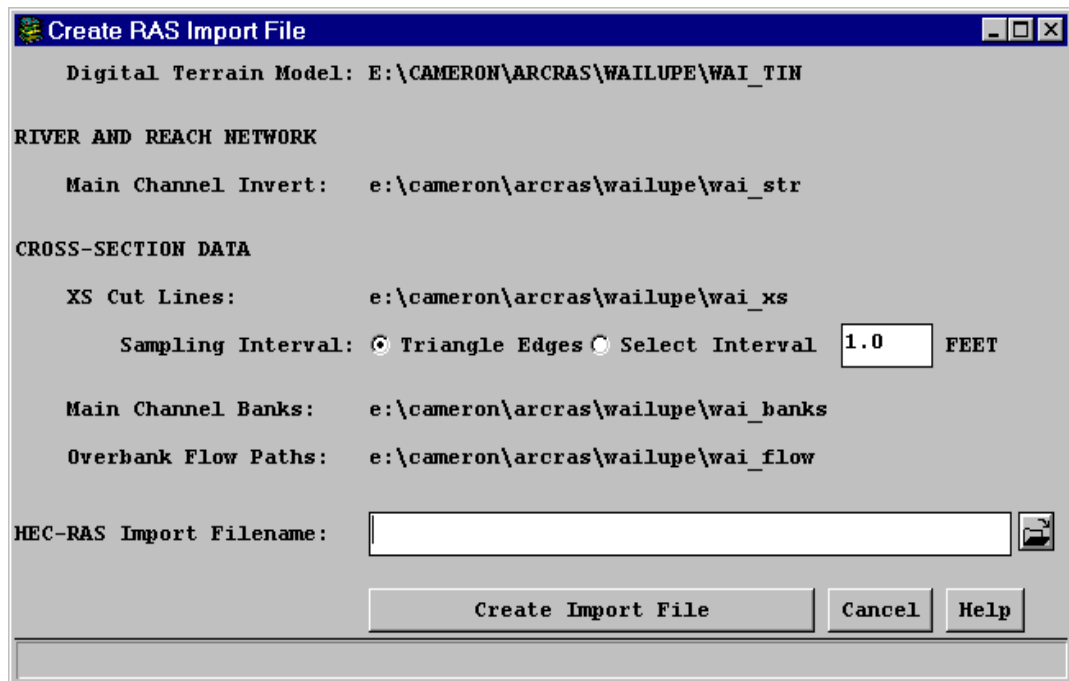 Create RAS Import File
Digital Terrain Model: E:\CAMERON\ARCRAS\WAILUPE\WAI_TIN
RIVER AND REACH NETWORK
Main Channel Invert: e:\cameron\arcras\wailupe\wai_str
CROSS-SECTION DATA
XS Cut Lines: e:\cameron\arcras\wailupe\wai_xs
Sampling Interval: Triangle Edges Select Interval 1.0 FEET
Main Channel Banks: e:\cameron\arcras\wailupe\wai_banks
Overbank Flow Paths: e:\cameron\arcras\wailupe\wai_flow
HEC-RAS Import Filename:
Create Import File Cancel Help